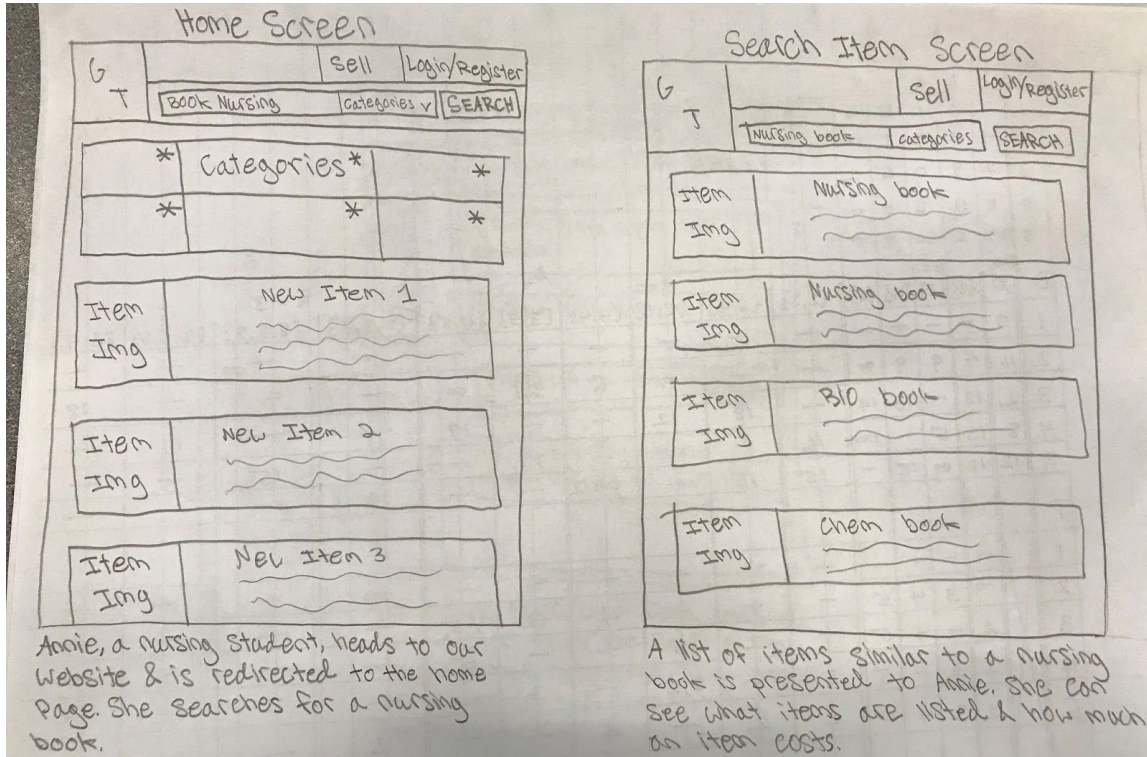 Home Screen
G T
Sell Login/Register
Book Nursing Categories v SEARCH
* Categories* *
* * *
Item Img
New Item 1
Item Img
New Item 2
Item Img
New Item 3
Annie, a nursing student, heads to our
website & is redirected to the home
page. She searches for a nursing
book.
Search Item Screen
G T
Sell Login/Register
Nursing book categories SEARCH
Item Img
Nursing book
Item Img
Nursing book
Item Img
BIO book
Item Img
Chem book
A list of items similar to a nursing
book is presented to Annie. She can
see what items are listed & how much
an item costs.